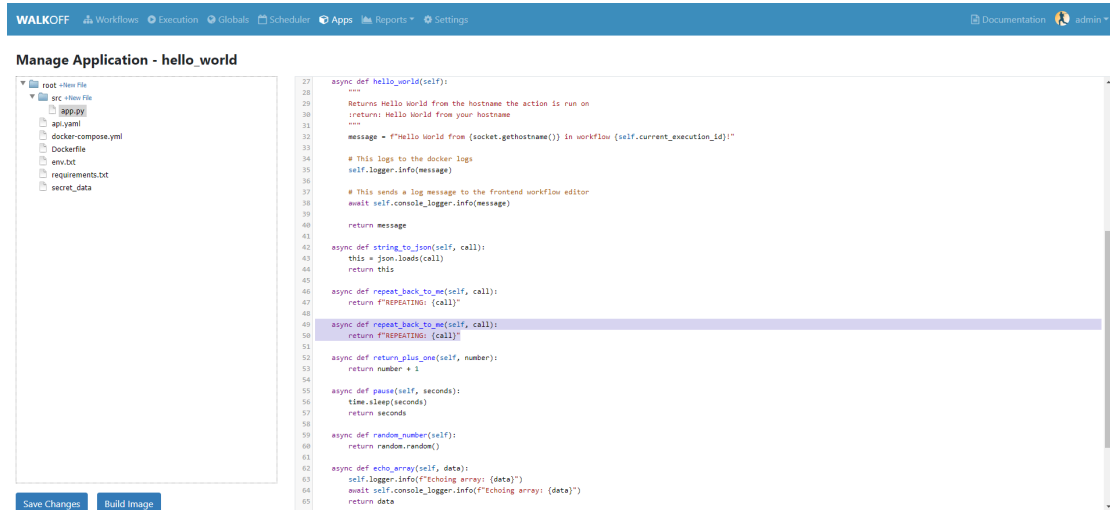 WALKOFF Workflows Execution Globals Scheduler Apps Reports Settings Documentation admin
Manage Application - hello_world
root +New File
src +New File
app.py
api.yaml
docker-compose.yml
Dockerfile
env.txt
requirements.txt
secret_data
Save Changes Build Image
27 async def hello_world(self):
28 """
29 Returns Hello World from the hostname the action is run on
30 :return: Hello World from your hostname
31 """
32 message = f"Hello World from {socket.gethostname()} in workflow {self.current_execution_id}!"
33
34 # This logs to the docker logs
35 self.logger.info(message)
36
37 # This sends a log message to the frontend workflow editor
38 await self.console_logger.info(message)
39
40 return message
41
42 async def string_to_json(self, call):
43 this = json.loads(call)
44 return this
45
46 async def repeat_back_to_me(self, call):
47 return f"REPEATING: {call}"
48
49 async def repeat_back_to_me(self, call):
50 return f"REPEATING: {call}"
51
52 async def return_plus_one(self, number):
53 return number + 1
54
55 async def pause(self, seconds):
56 time.sleep(seconds)
57 return seconds
58
59 async def random_number(self):
60 return random.random()
61
62 async def echo_array(self, data):
63 self.logger.info(f"Echoing array: {data}")
64 await self.console_logger.info(f"Echoing array: {data}")
65 return data